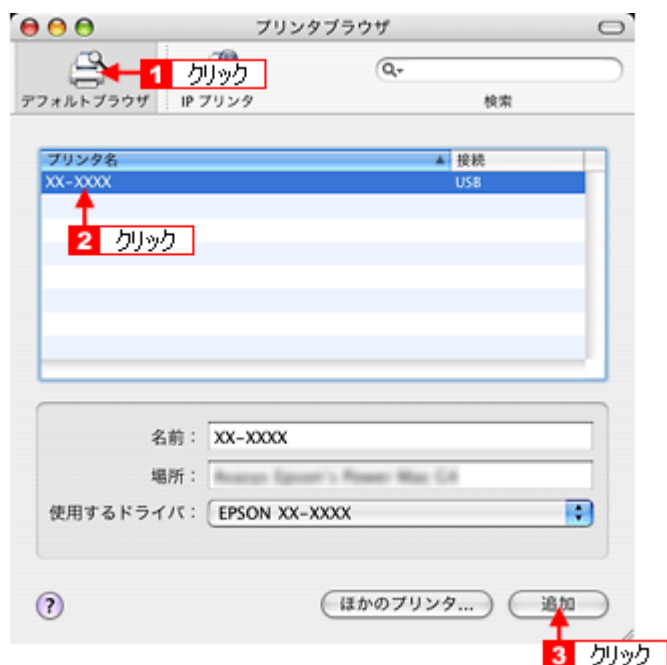 プリンタブラウザ
1 クリック
デフォルトブラウザ IP プリンタ 検索
プリンタ名 接続
XX-XXXX USB
2 クリック
名前： XX-XXXX
場所：
使用するドライバ： EPSON XX-XXXX
? ほかのプリンタ... 追加
3 クリック